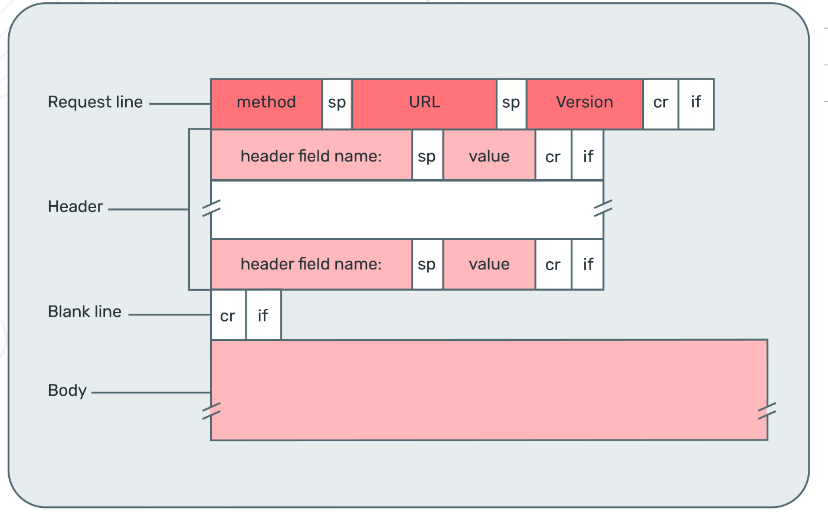 Request line method sp URL sp Version cr if
header field name: sp value cr if
Header
header field name: sp value cr if
Blank line cr if
Body